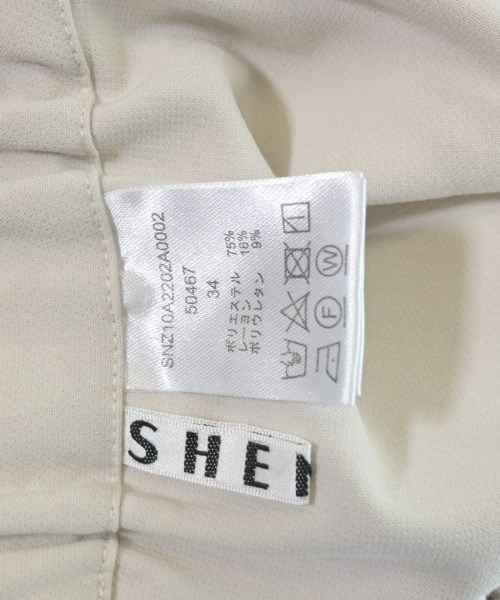 SNZ10A2202A0002
50467
34
ポリエステル 75%
レーヨン 16%
ポリウレタン 9%
W
F
SHE